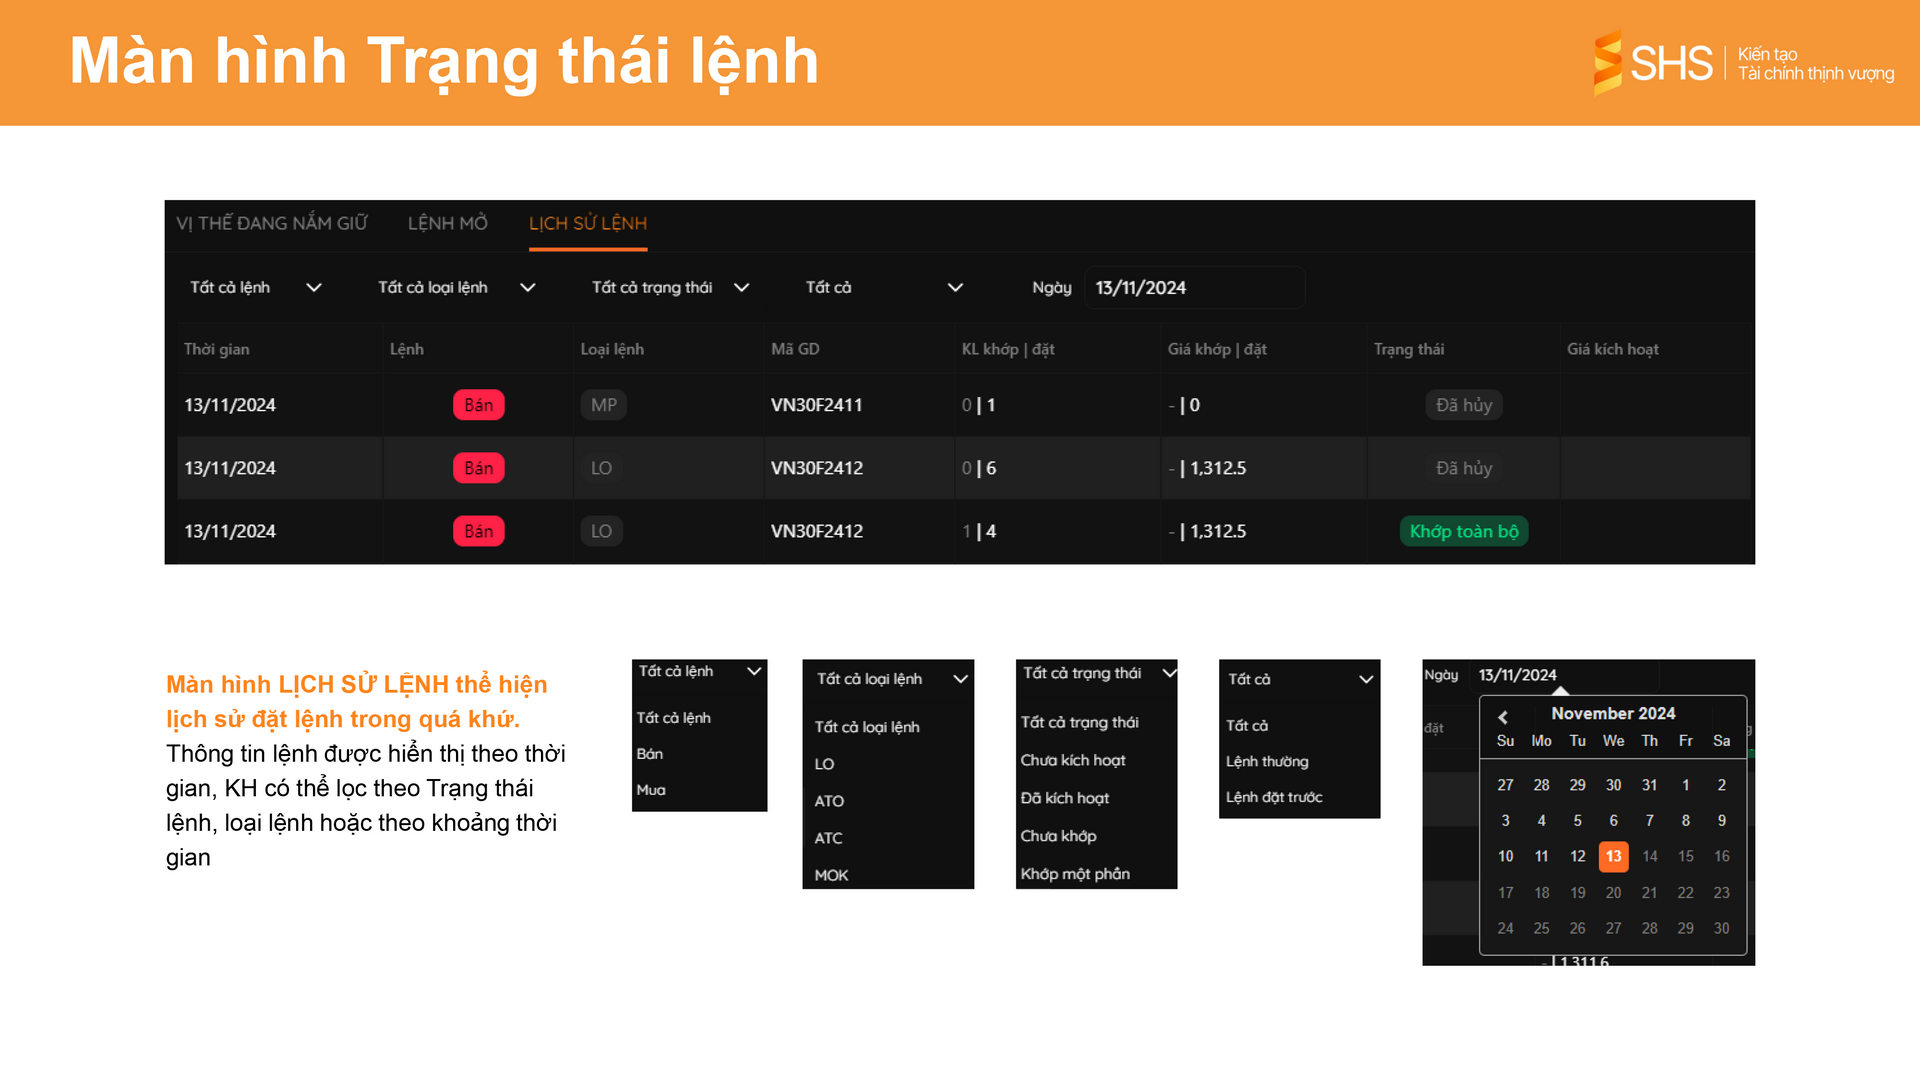 Màn hình Trạng thái lệnh
SHS
Kiến tạo
Tài chính thịnh vượng
VỊ THẾ ĐANG NẮM GIỮ LỆNH MỞ LỊCH SỬ LỆNH
Tất cả lệnh Tất cả loại lệnh Tất cả trạng thái Tất cả Ngày 13/11/2024
Thời gian Lệnh Loại lệnh Mã GD KL khớp | đặt Giá khớp | đặt Trạng thái Giá kích hoạt
13/11/2024 Bán MP VN30F2411 0 | 1 - | 0 Đã hủy
13/11/2024 Bán LO VN30F2412 0 | 6 - | 1,312.5 Đã hủy
13/11/2024 Bán LO VN30F2412 1 | 4 - | 1,312.5 Khớp toàn bộ
Màn hình LỊCH SỬ LỆNH thể hiện
lịch sử đặt lệnh trong quá khứ.
Thông tin lệnh được hiển thị theo thời
gian, KH có thể lọc theo Trạng thái
lệnh, loại lệnh hoặc theo khoảng thời
gian
Tất cả lệnh
Tất cả lệnh
Bán
Mua
Tất cả loại lệnh
Tất cả loại lệnh
LO
ATO
ATC
MOK
Tất cả trạng thái
Tất cả trạng thái
Chưa kích hoạt
Đã kích hoạt
Chưa khớp
Khớp một phần
Tất cả
Tất cả
Lệnh thường
Lệnh đặt trước
Ngày 13/11/2024
đặt
November 2024
Su Mo Tu We Th Fr Sa
27 28 29 30 31 1 2
3 4 5 6 7 8 9
10 11 12 13 14 15 16
17 18 19 20 21 22 23
24 25 26 27 28 29 30
- | 1,311.6